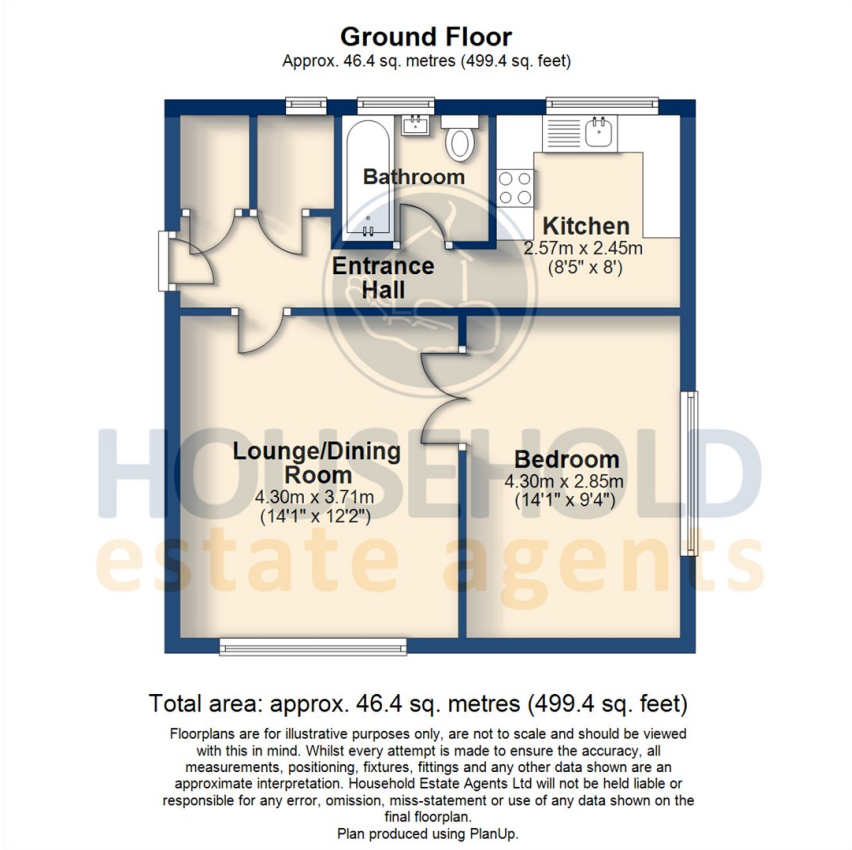 Ground Floor
Approx. 46.4 sq. metres (499.4 sq. feet)
Bathroom
Kitchen
2.57m x 2.45m
(8'5" x 8')
Entrance
Hall
Lounge/Dining
Room
4.30m x 3.71m
(14'1" x 12'2")
Bedroom
4.30m x 2.85m
(14'1" x 9'4")
HOUSEHOLD
estate agents
Total area: approx. 46.4 sq. metres (499.4 sq. feet)
Floorplans are for illustrative purposes only, are not to scale and should be viewed
with this in mind. Whilst every attempt is made to ensure the accuracy, all
measurements, positioning, fixtures, fittings and any other data shown are an
approximate interpretation. Household Estate Agents Ltd will not be held liable or
responsible for any error, omission, miss-statement or use of any data shown on the
final floorplan.
Plan produced using PlanUp.